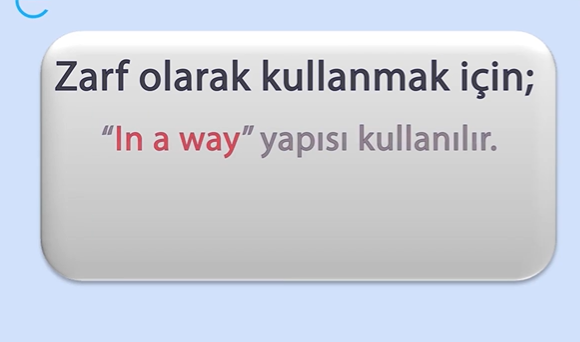 Zarf olarak kullanmak için;
“In a way” yapısı kullanılır.